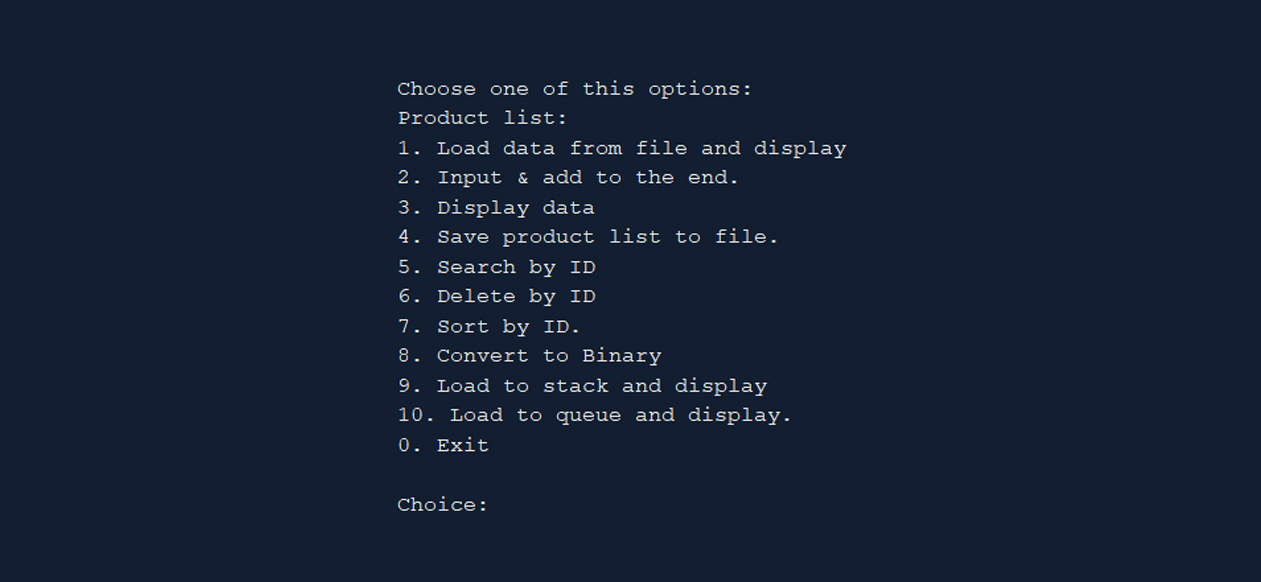 Choose one of this options:
Product list:
1. Load data from file and display
2. Input & add to the end.
3. Display data
4. Save product list to file.
5. Search by ID
6. Delete by ID
7. Sort by ID.
8. Convert to Binary
9. Load to stack and display
10. Load to queue and display.
0. Exit
Choice: